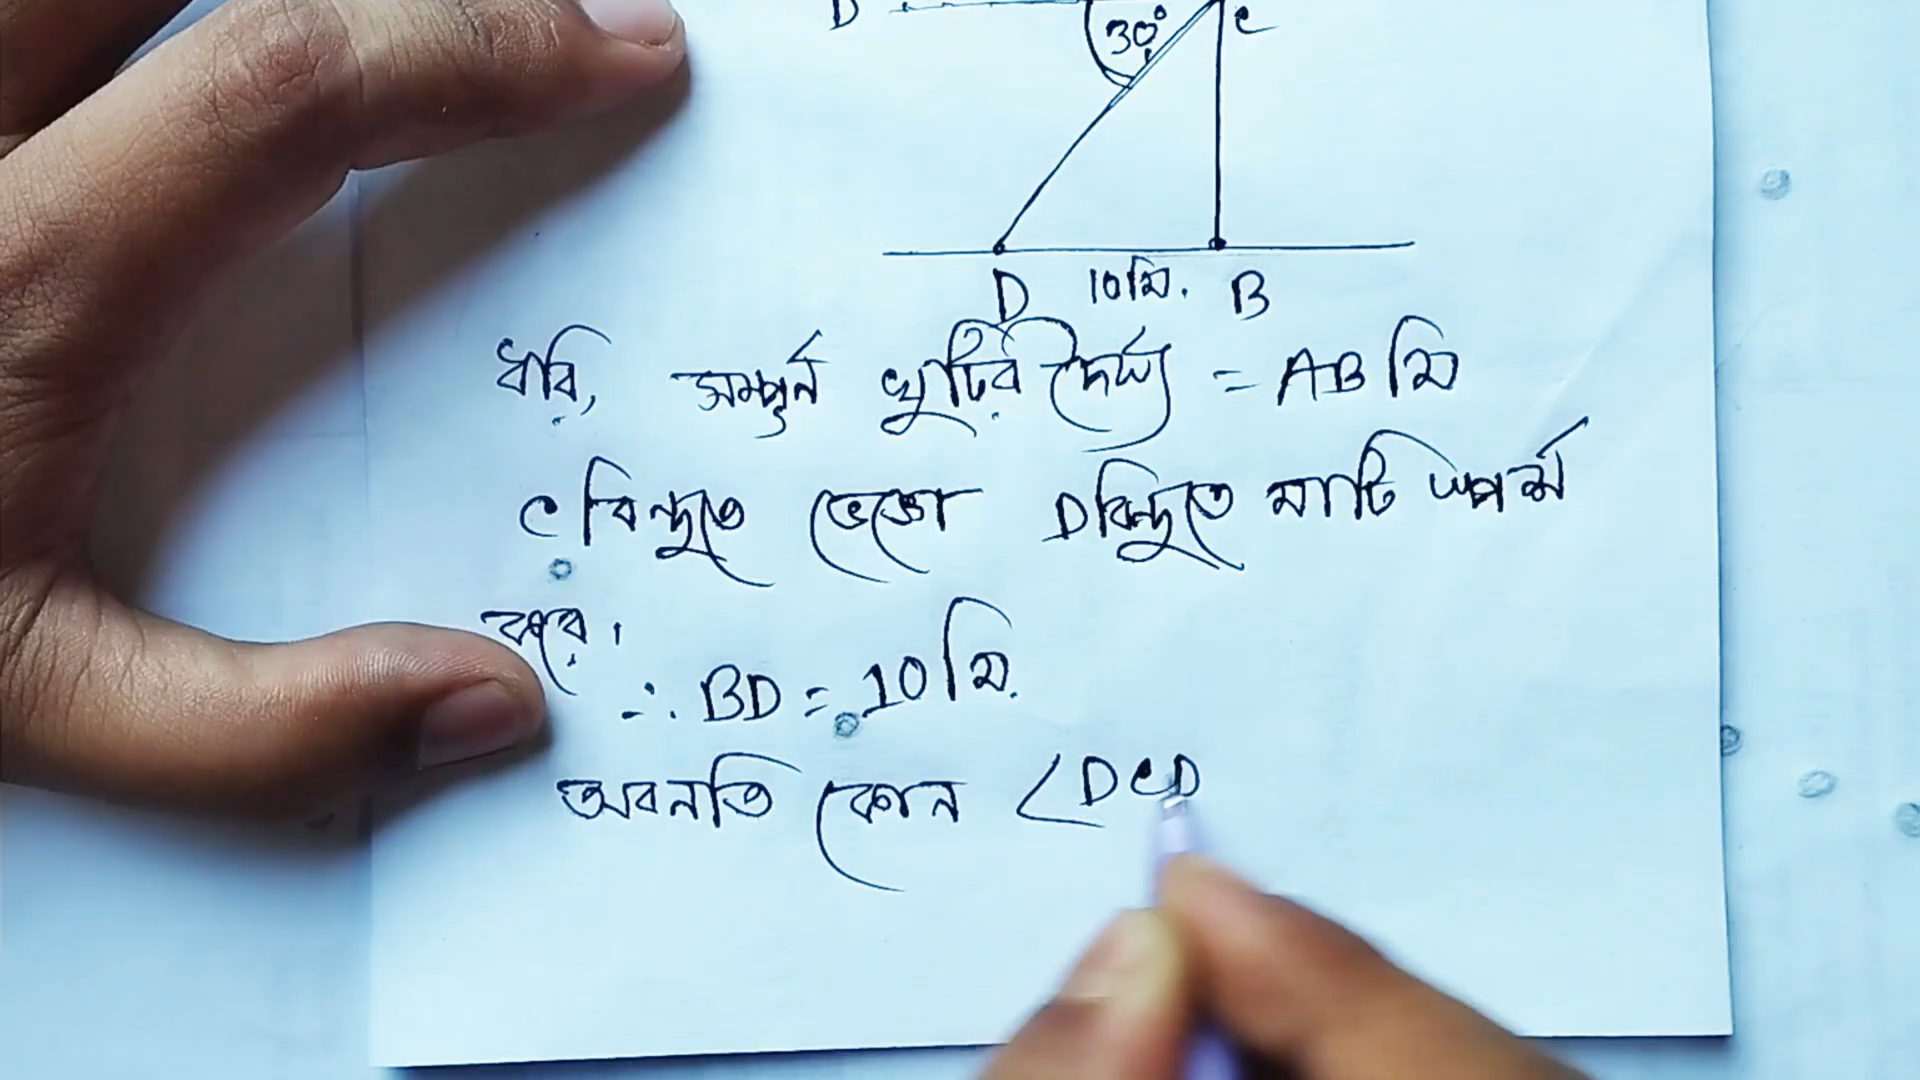 D 30° C
D 10মি. B
ধরি, সম্পূর্ন খুটির দৈর্ঘ্য = AB মি
C বিন্দুতে ভেঙ্গে D বিন্দুতে মাটি স্পর্শ
করে।
∴ BD = 10 মি.
অবনতি কোন ∠DCD